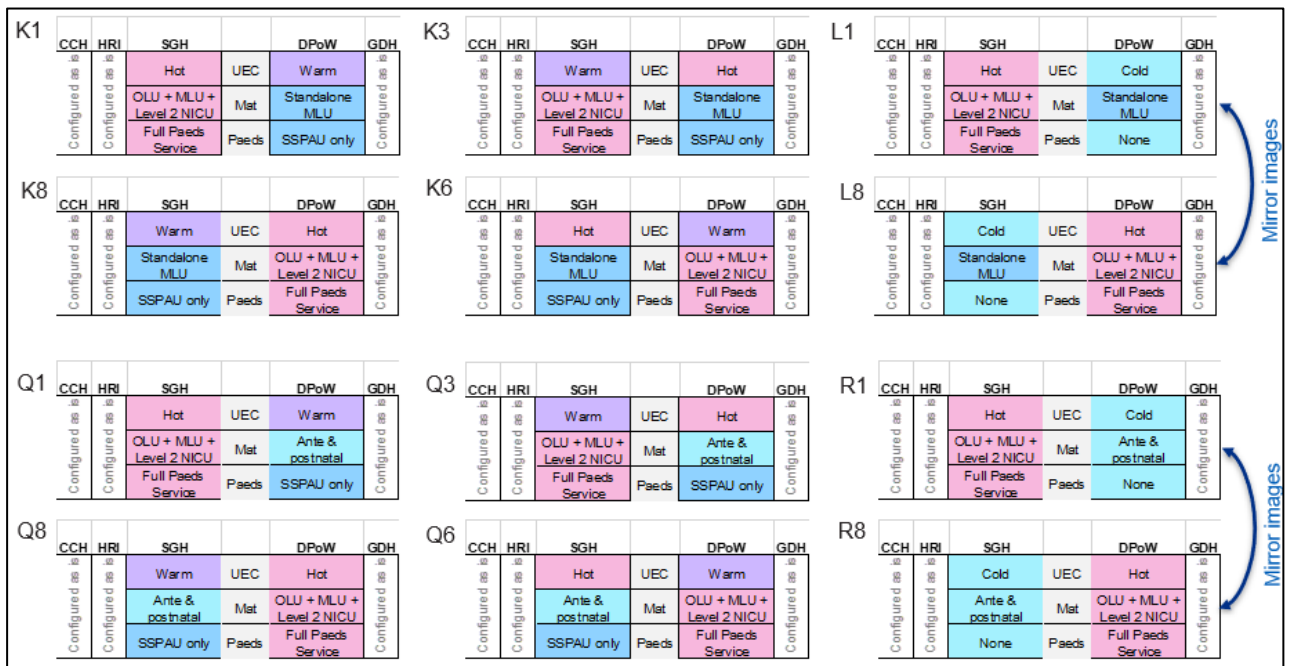 K1
CCH HRI SGH DPoW GDH
Configured as is
Configured as is
Hot UEC Warm
OLU + MLU + Level 2 NICU Mat Standalone MLU
Full Paeds Service Paeds SSPAU only
Configured as is
K3
CCH HRI SGH DPoW GDH
Configured as is
Configured as is
Warm UEC Hot
OLU + MLU + Level 2 NICU Mat Standalone MLU
Full Paeds Service Paeds SSPAU only
Configured as is
L1
CCH HRI SGH DPoW GDH
Configured as is
Configured as is
Hot UEC Cold
OLU + MLU + Level 2 NICU Mat Standalone MLU
Full Paeds Service Paeds None
Configured as is
K8
CCH HRI SGH DPoW GDH
Configured as is
Configured as is
Warm UEC Hot
Standalone MLU Mat OLU + MLU + Level 2 NICU
SSPAU only Paeds Full Paeds Service
Configured as is
K6
CCH HRI SGH DPoW GDH
Configured as is
Configured as is
Hot UEC Warm
Standalone MLU Mat OLU + MLU + Level 2 NICU
SSPAU only Paeds Full Paeds Service
Configured as is
L8
CCH HRI SGH DPoW GDH
Configured as is
Configured as is
Cold UEC Hot
Standalone MLU Mat OLU + MLU + Level 2 NICU
None Paeds Full Paeds Service
Configured as is
Mirror images
Q1
CCH HRI SGH DPoW GDH
Configured as is
Configured as is
Hot UEC Warm
OLU + MLU + Level 2 NICU Mat Ante & postnatal
Full Paeds Service Paeds SSPAU only
Configured as is
Q3
CCH HRI SGH DPoW GDH
Configured as is
Configured as is
Warm UEC Hot
OLU + MLU + Level 2 NICU Mat Ante & postnatal
Full Paeds Service Paeds SSPAU only
Configured as is
R1
CCH HRI SGH DPoW GDH
Configured as is
Configured as is
Hot UEC Cold
OLU + MLU + Level 2 NICU Mat Ante & postnatal
Full Paeds Service Paeds None
Configured as is
Q8
CCH HRI SGH DPoW GDH
Configured as is
Configured as is
Warm UEC Hot
Ante & postnatal Mat OLU + MLU + Level 2 NICU
SSPAU only Paeds Full Paeds Service
Configured as is
Q6
CCH HRI SGH DPoW GDH
Configured as is
Configured as is
Hot UEC Warm
Ante & postnatal Mat OLU + MLU + Level 2 NICU
SSPAU only Paeds Full Paeds Service
Configured as is
R8
CCH HRI SGH DPoW GDH
Configured as is
Configured as is
Cold UEC Hot
Ante & postnatal Mat OLU + MLU + Level 2 NICU
None Paeds Full Paeds Service
Configured as is
Mirror images